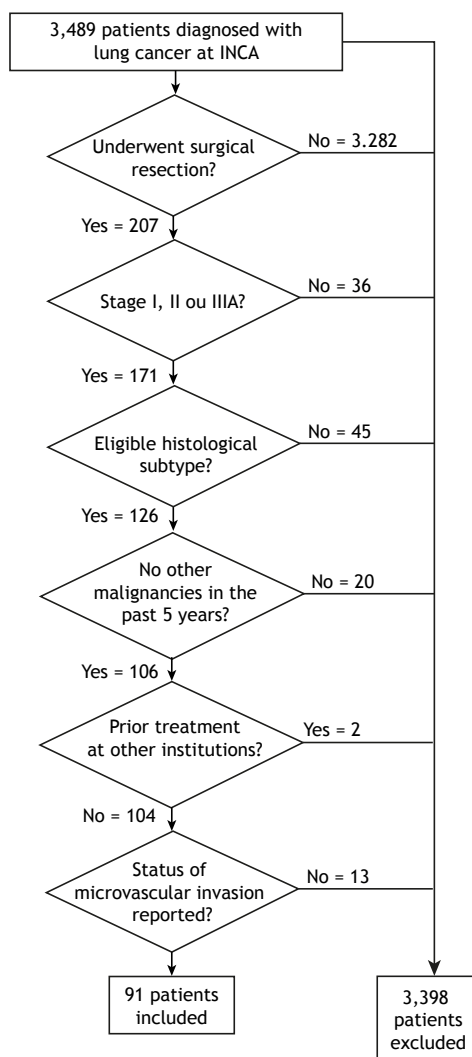 3,489 patients diagnosed with
lung cancer at INCA
Underwent surgical
resection?
No = 3.282
Yes = 207
Stage I, II ou IIIA?
No = 36
Yes = 171
Eligible histological
subtype?
No = 45
Yes = 126
No other
malignancies in the
past 5 years?
No = 20
Yes = 106
Prior treatment
at other institutions?
Yes = 2
No = 104
Status of
microvascular invasion
reported?
No = 13
91 patients
included
3,398
patients
excluded